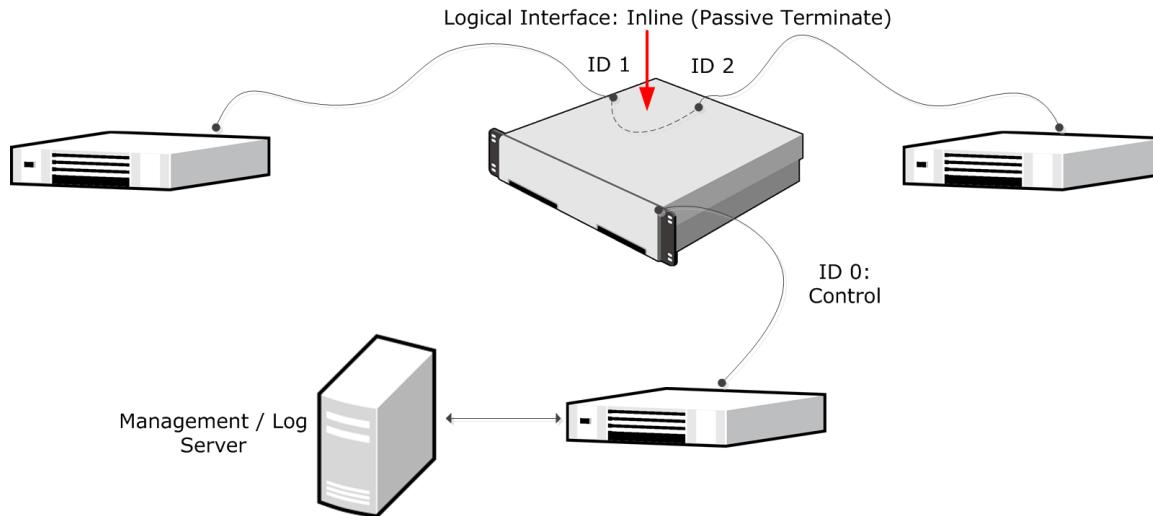 Logical Interface: Inline (Passive Terminate)
ID 1
ID 2
ID 0:
Control
Management / Log
Server